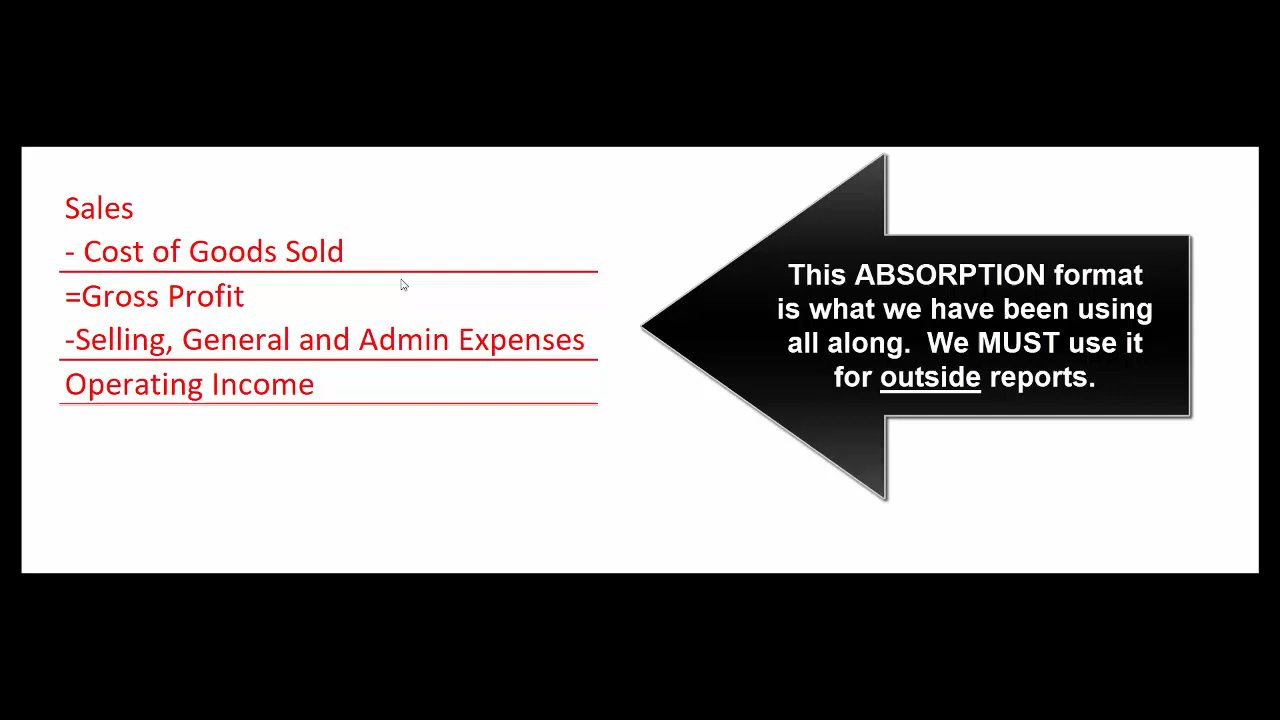 Sales
- Cost of Goods Sold
=Gross Profit
-Selling, General and Admin Expenses
Operating Income
This ABSORPTION format
is what we have been using
all along.  We MUST use it
for outside reports.